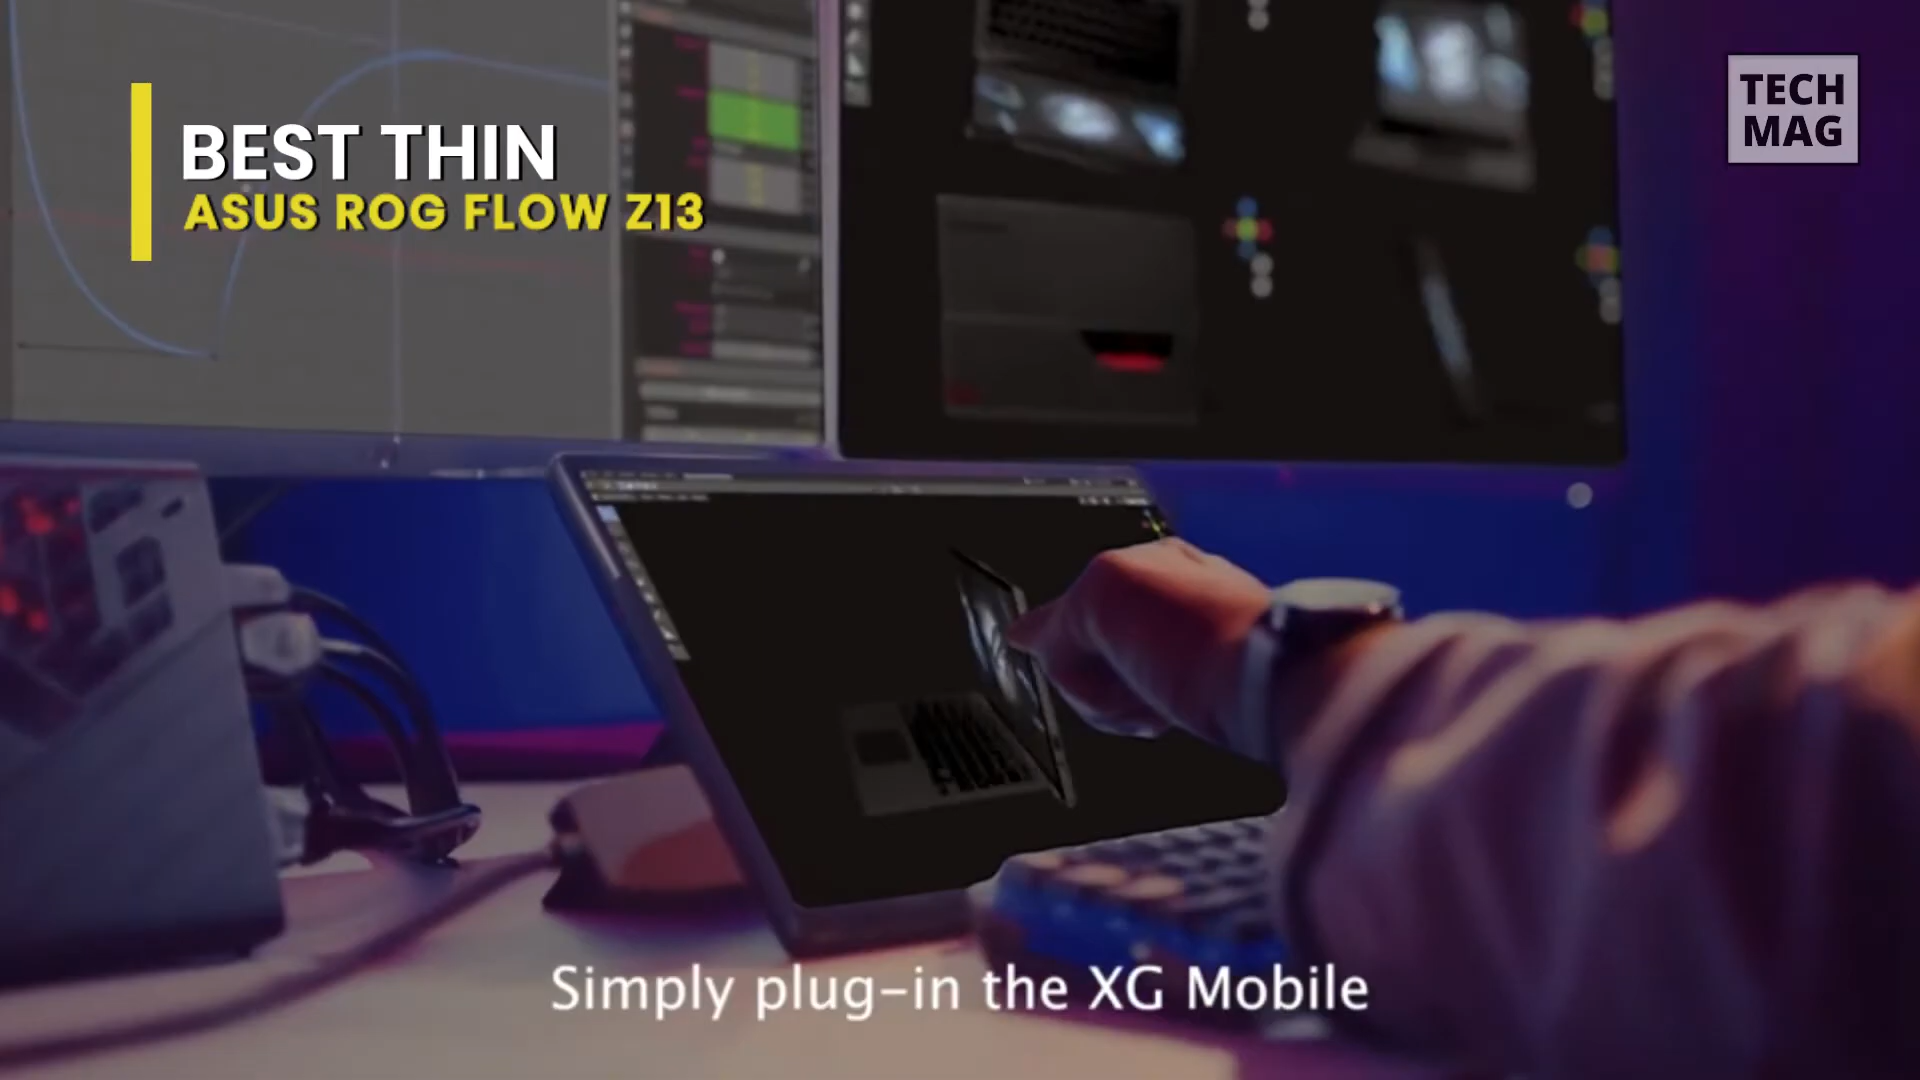 BEST THIN
ASUS ROG FLOW Z13
TECH
MAG
Simply plug-in the XG Mobile